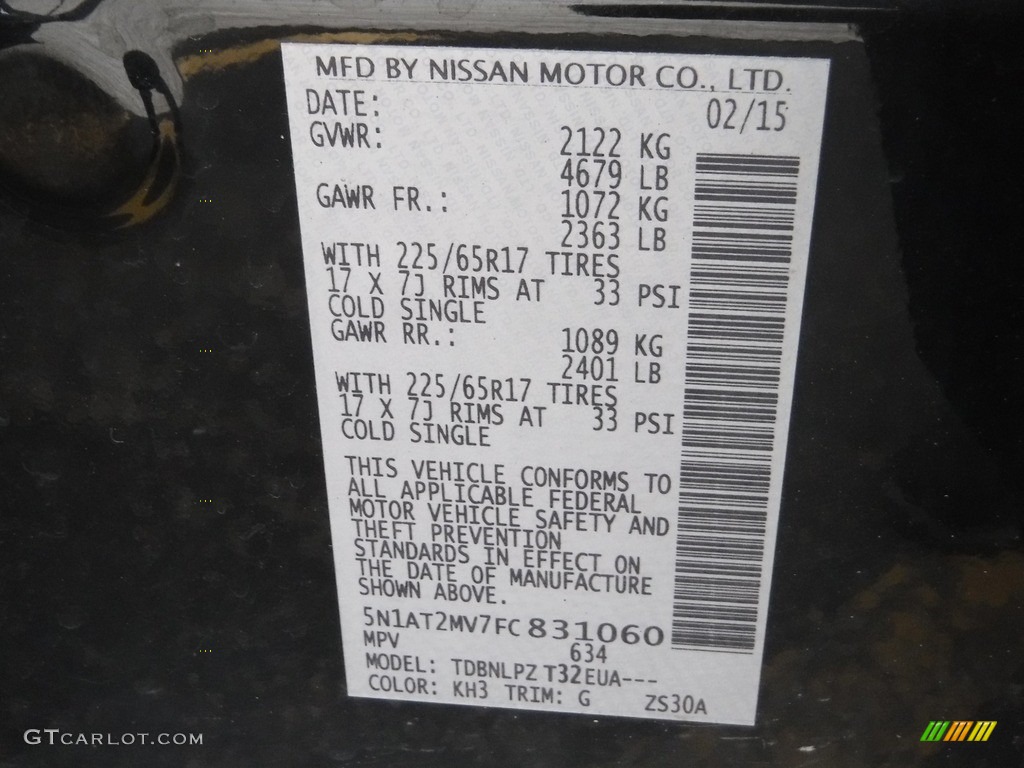 MFD BY NISSAN MOTOR CO., LTD.
DATE: 02/15
GVWR: 2122 KG
4679 LB
GAWR FR.: 1072 KG
2363 LB
WITH 225/65R17 TIRES
17 X 7J RIMS AT 33 PSI
COLD SINGLE
GAWR RR.: 1089 KG
2401 LB
WITH 225/65R17 TIRES
17 X 7J RIMS AT 33 PSI
COLD SINGLE
THIS VEHICLE CONFORMS TO
ALL APPLICABLE FEDERAL
MOTOR VEHICLE SAFETY AND
THEFT PREVENTION
STANDARDS IN EFFECT ON
THE DATE OF MANUFACTURE
SHOWN ABOVE.
5N1AT2MV7FC 831060
MPV 634
MODEL: TDBNLPZ T32EUA---
COLOR: KH3 TRIM: G ZS30A
GTCARLOT.COM